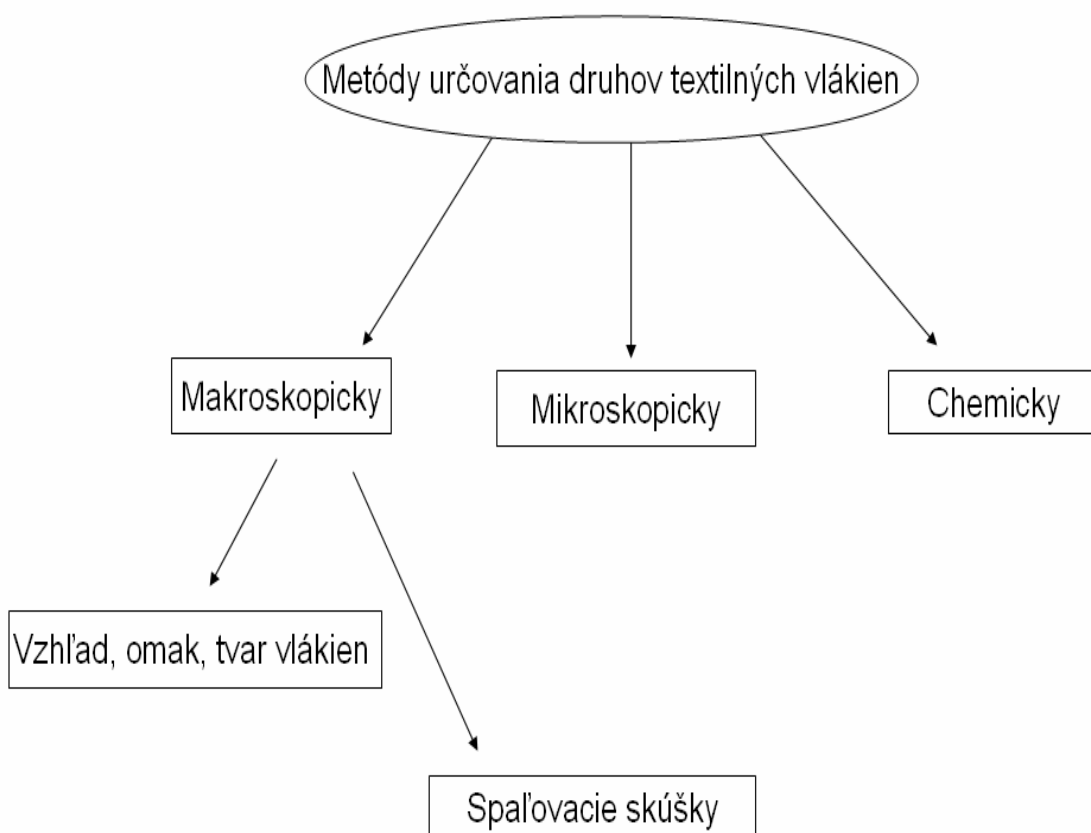 Metódy určovania druhov textilných vlákien
Makroskopicky
Mikroskopicky
Chemicky
Vzhľad, omak, tvar vlákien
Spaľovacie skúšky